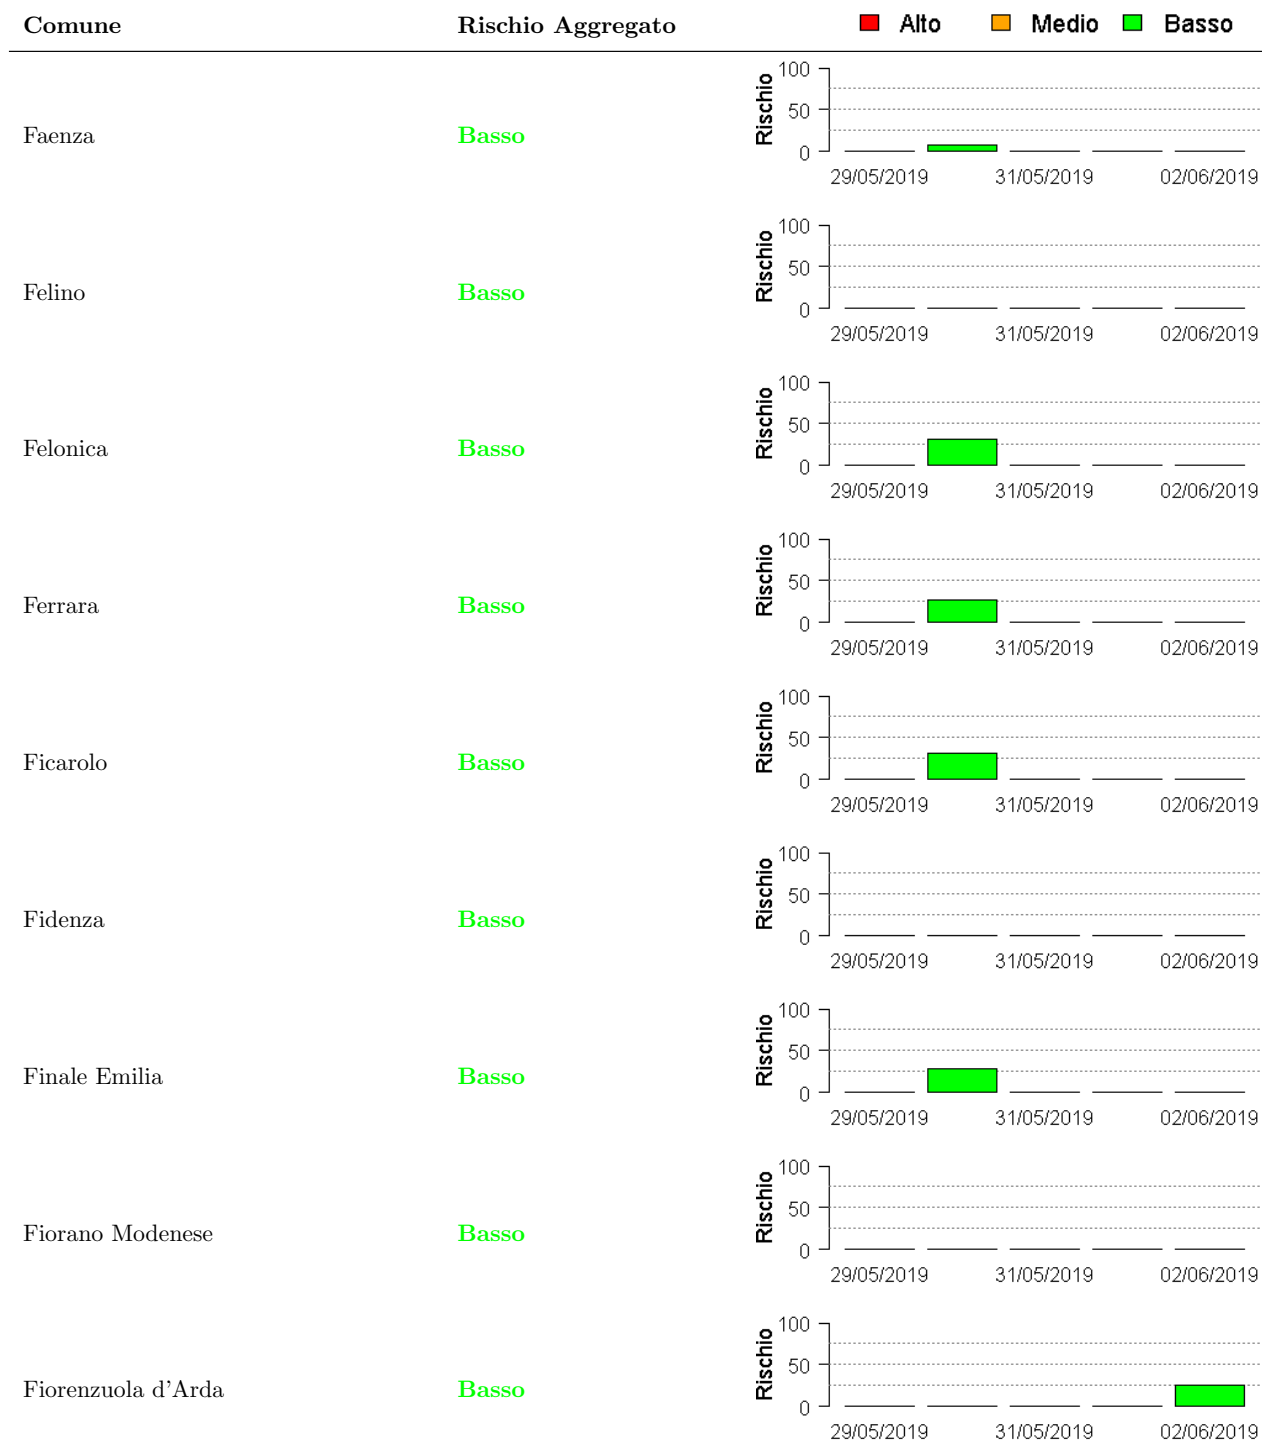 Comune Rischio Aggregato Alto Medio Basso
100
50
0
Rischio
Faenza Basso
29/05/2019 31/05/2019 02/06/2019
100
50
0
Rischio
Felino Basso
29/05/2019 31/05/2019 02/06/2019
100
50
0
Rischio
Felonica Basso
29/05/2019 31/05/2019 02/06/2019
100
50
0
Rischio
Ferrara Basso
29/05/2019 31/05/2019 02/06/2019
100
50
0
Rischio
Ficarolo Basso
29/05/2019 31/05/2019 02/06/2019
100
50
0
Rischio
Fidenza Basso
29/05/2019 31/05/2019 02/06/2019
100
50
0
Rischio
Finale Emilia Basso
29/05/2019 31/05/2019 02/06/2019
100
50
0
Rischio
Fiorano Modenese Basso
29/05/2019 31/05/2019 02/06/2019
100
50
0
Rischio
Fiorenzuola d'Arda Basso
29/05/2019 31/05/2019 02/06/2019